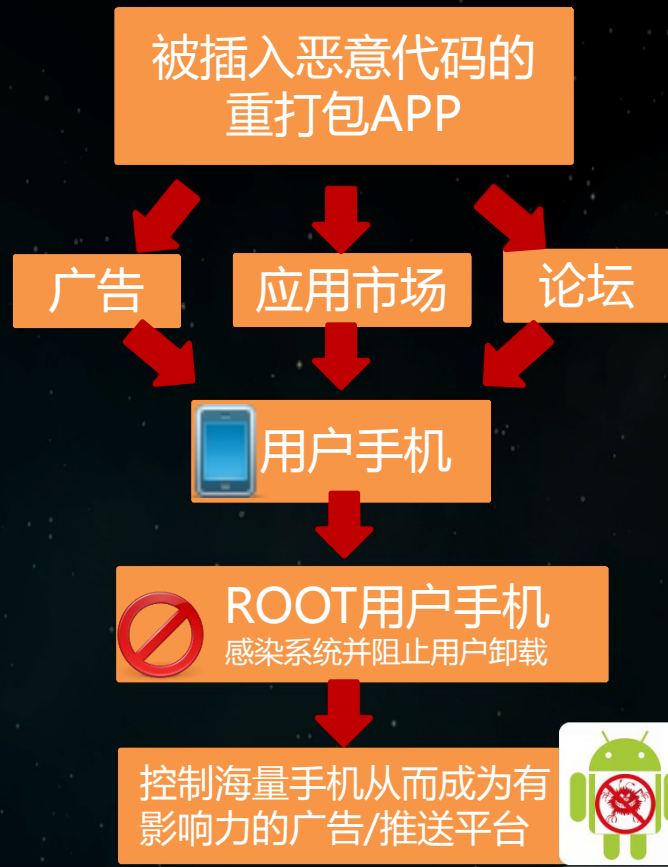 被插入恶意代码的
重打包APP
广告
应用市场
论坛
用户手机
ROOT用户手机
感染系统并阻止用户卸载
控制海量手机从而成为有
影响力的广告/推送平台